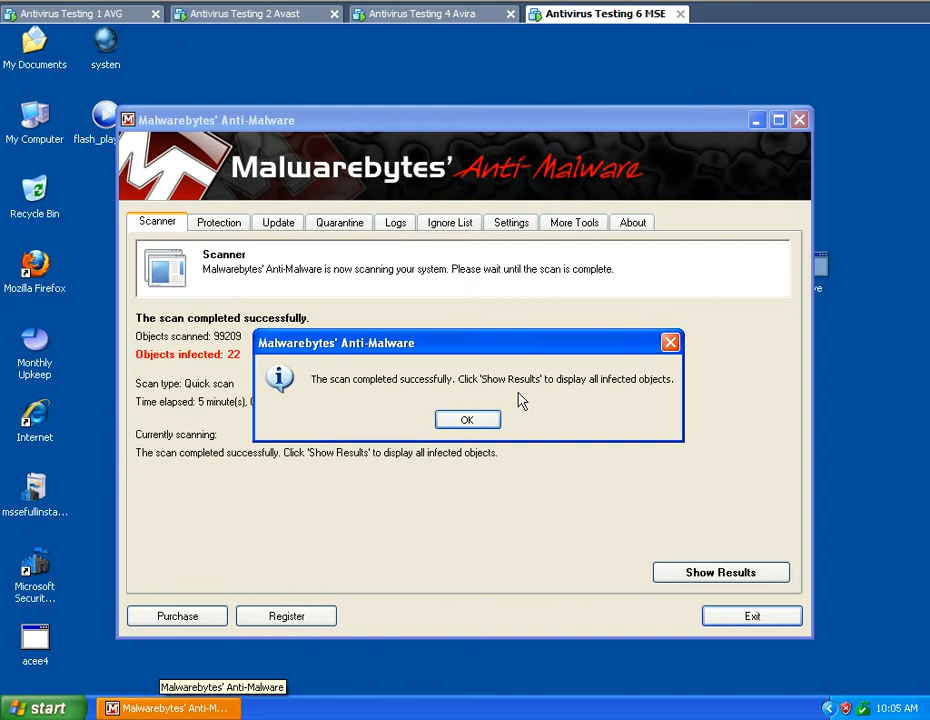 Antivirus Testing 1 AVG
Antivirus Testing 2 Avast
Antivirus Testing 4 Avira
Antivirus Testing 6 MSE
My Documents
systen
My Computer
flash_play
Recycle Bin
Mozilla Firefox
Monthly
Upkeep
Internet
mssefullinsta...
Microsoft
Securit...
acee4
Malwarebytes' Anti-Malware
Malwarebytes' Anti-Malware
Scanner
Protection
Update
Quarantine
Logs
Ignore List
Settings
More Tools
About
Scanner
Malwarebytes' Anti-Malware is now scanning your system. Please wait until the scan is complete.
The scan completed successfully.
Objects scanned: 99209
Objects infected: 22
Scan type: Quick scan
Time elapsed: 5 minute(s),
Currently scanning:
The scan completed successfully. Click 'Show Results' to display all infected objects.
Malwarebytes' Anti-Malware
The scan completed successfully. Click 'Show Results' to display all infected objects.
OK
Show Results
Purchase
Register
Exit
Malwarebytes' Anti-Malware
start
Malwarebytes' Anti-M...
10:05 AM